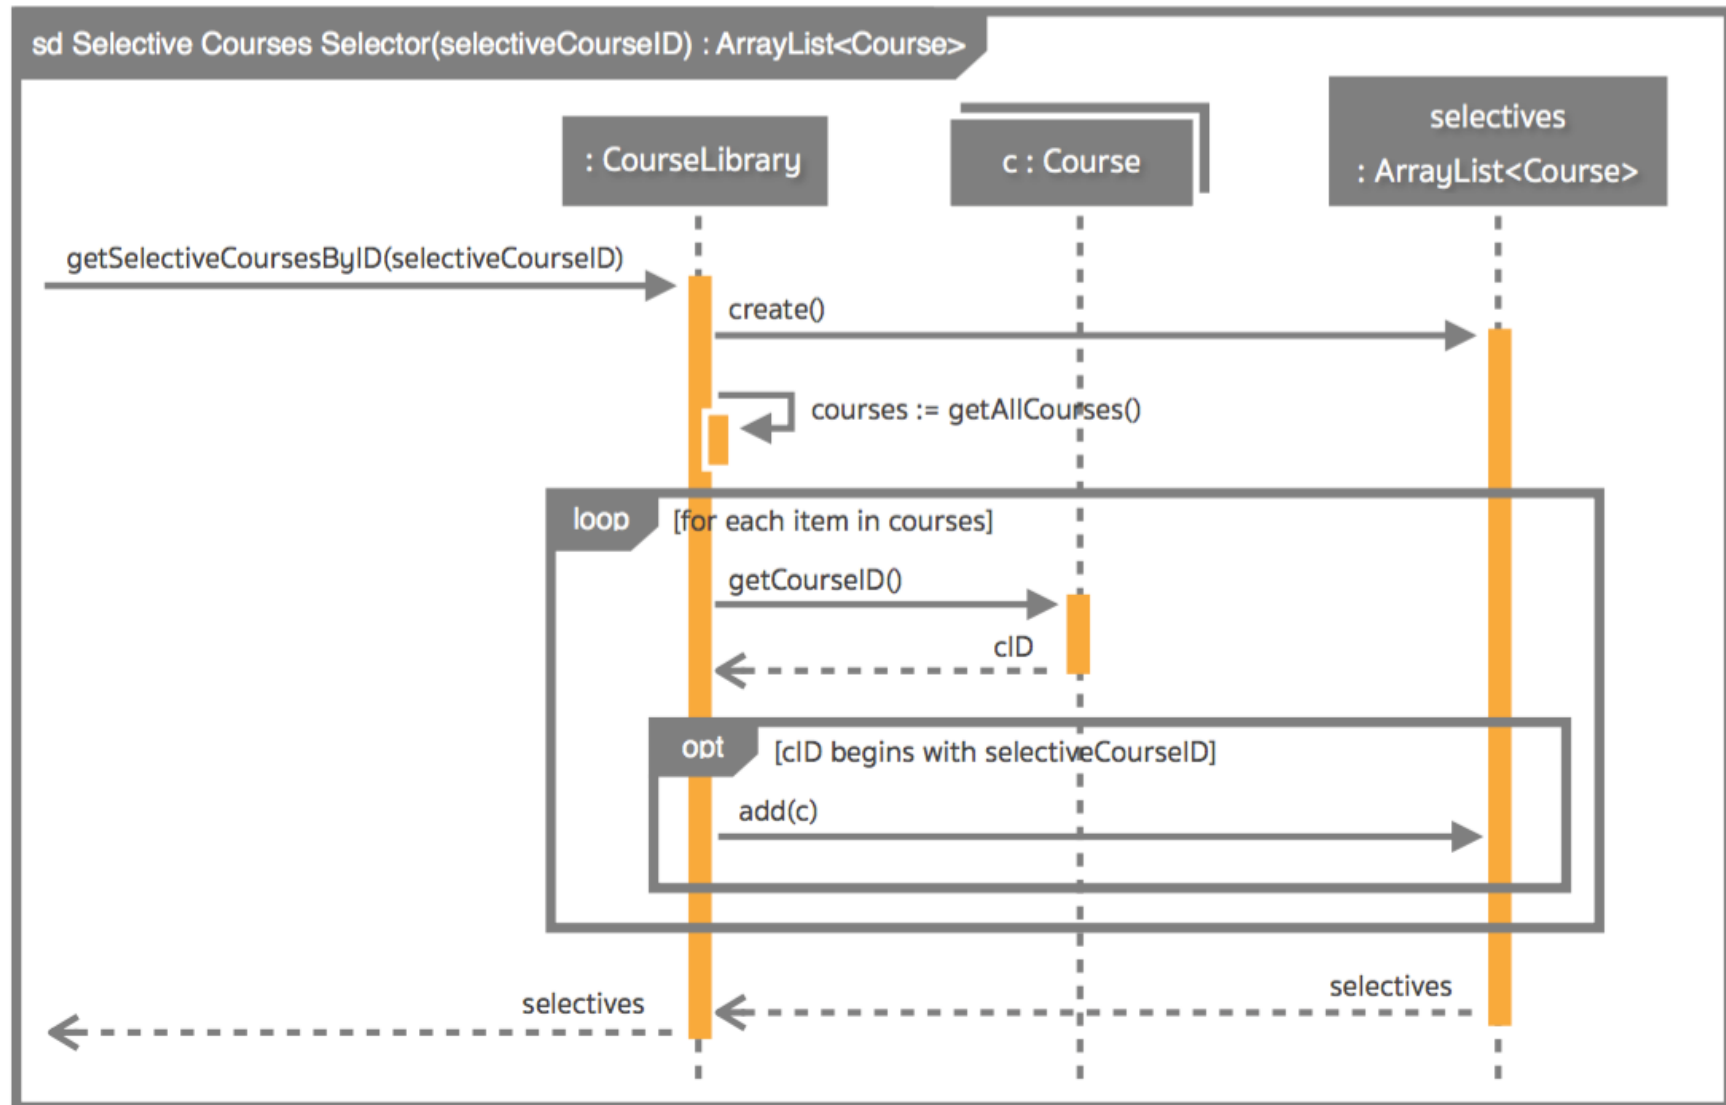 sd Selective Courses Selector(selectiveCourseID) : ArrayList<Course>
: CourseLibrary
c : Course
selectives
: ArrayList<Course>
getSelectiveCoursesByID(selectiveCourseID)
create()
courses := getAllCourses()
loop
[for each item in courses]
getCourseID()
cID
opt
[cID begins with selectiveCourseID]
add(c)
selectives
selectives